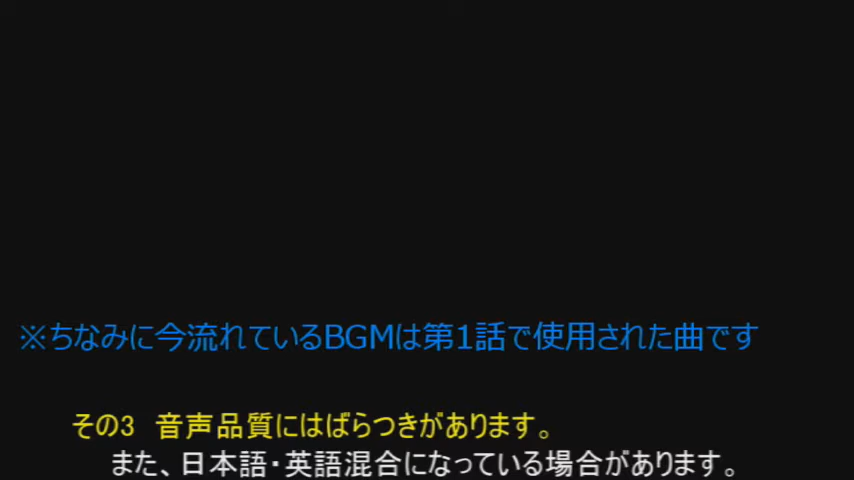 ※ちなみに今流れているBGMは第1話で使用された曲です
その3　音声品質にはばらつきがあります。
また、日本語・英語混合になっている場合があります。